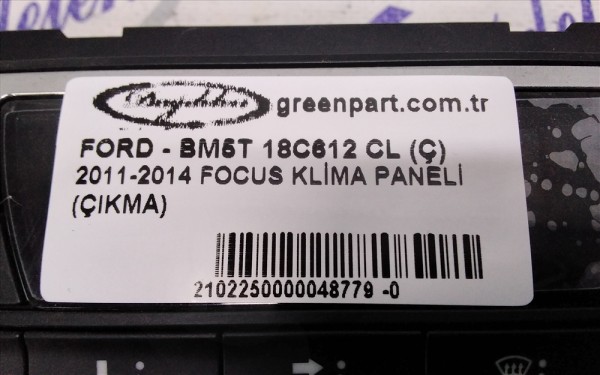 greenpart.com.tr
FORD - BM5T 18C612 CL (Ç)
2011-2014 FOCUS KLİMA PANELİ
(ÇIKMA)
2102250000048779 -0